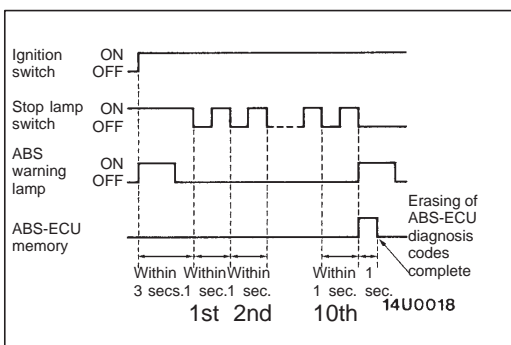 Ignition ON
switch OFF
Stop lamp ON
switch OFF
ABS ON
warning OFF
lamp
ABS-ECU
memory
Erasing of
ABS-ECU
diagnosis
codes
complete
Within Within Within Within 1
3 secs. 1 sec. 1 sec. 1 sec. sec.
1st 2nd 10th
14U0018